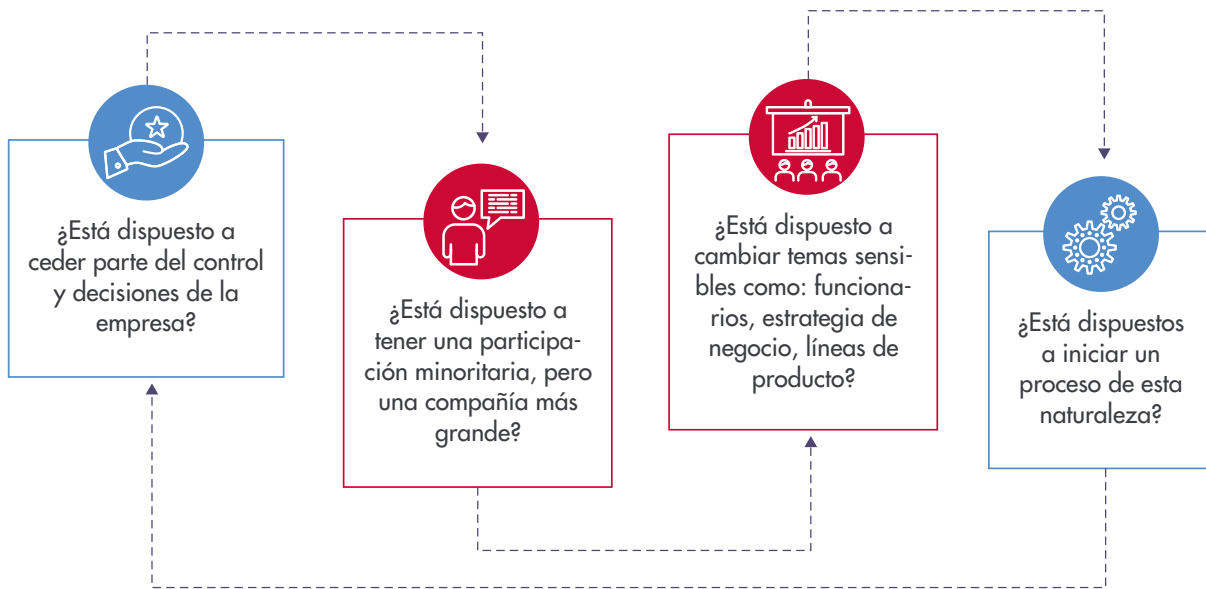 ¿Está dispuesto a
ceder parte del control
y decisiones de la
empresa?
¿Está dispuesto a
tener una participa-
ción minoritaria, pero
una compañía más
grande?
¿Está dispuesto a
cambiar temas sensi-
bles como: funciona-
rios, estrategia de
negocio, líneas de
producto?
¿Está dispuestos
a iniciar un
proceso de esta
naturaleza?